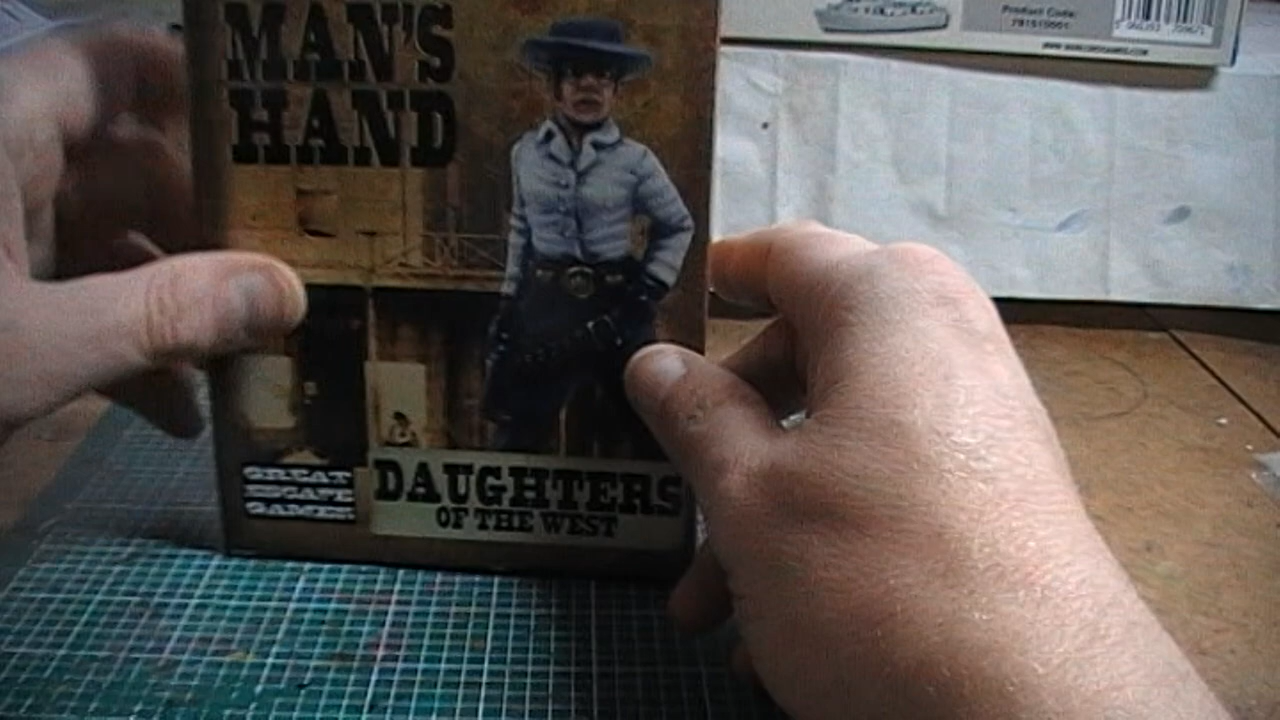 MAN'S
HAND
Product Code:
GREAT
ESCAPE
GAMES
DAUGHTERS
OF THE WEST